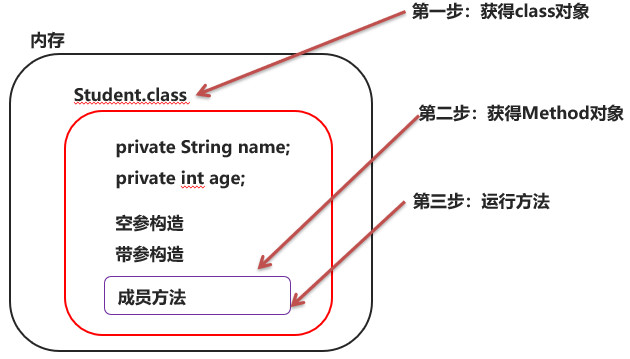 第一步：获得class对象
内存
Student.class
第二步：获得Method对象
private String name;
private int age;
第三步：运行方法
空参构造
带参构造
成员方法